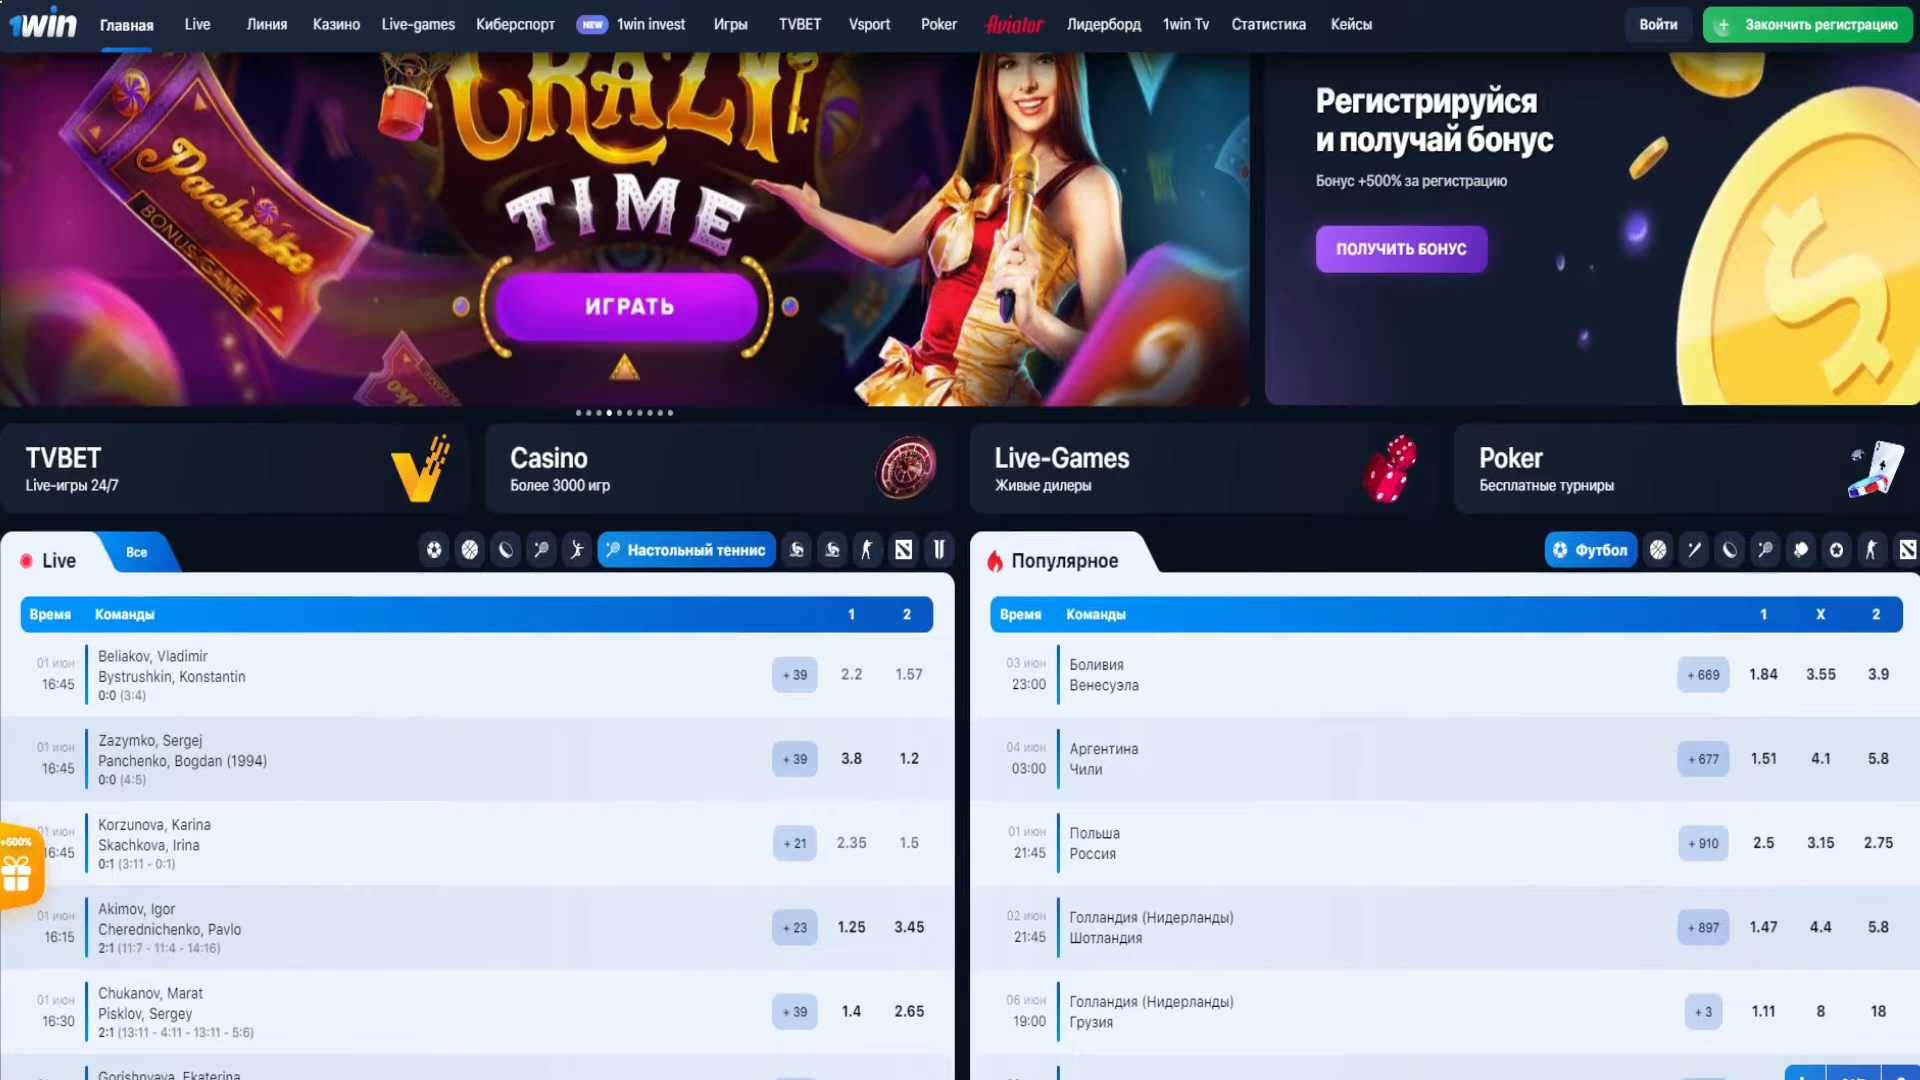 1win
Главная
Live
Линия
Казино
Live-games
Киберспорт
NEW
1win invest
Игры
TVBET
Vsport
Poker
Aviator
Лидерборд
1win Tv
Статистика
Кейсы
Войти
Закончить регистрацию
CRAZY
TIME
Pachinko
BONUS GAME
ИГРАТЬ
Регистрируйся
и получай бонус
Бонус +500% за регистрацию
ПОЛУЧИТЬ БОНУС
TVBET
Live-игры 24/7
Casino
Более 3000 игр
Live-Games
Живые дилеры
Poker
Бесплатные турниры
Live
Все
Настольный теннис
Время Команды 1 2
01 июн
16:45
Beliakov, Vladimir
Bystrushkin, Konstantin
0:0 (3:4)
+ 39 2.2 1.57
01 июн
16:45
Zazymko, Sergej
Panchenko, Bogdan (1994)
0:0 (4:5)
+ 39 3.8 1.2
01 июн
16:45
Korzunova, Karina
Skachkova, Irina
0:1 (3:11 - 0:1)
+ 21 2.35 1.5
+500%
01 июн
16:15
Akimov, Igor
Cherednichenko, Pavlo
2:1 (11:7 - 11:4 - 14:16)
+ 23 1.25 3.45
01 июн
16:30
Chukanov, Marat
Pisklov, Sergey
2:1 (13:11 - 4:11 - 13:11 - 5:6)
+ 39 1.4 2.65
Gorishnyaya, Ekaterina
Популярное
Футбол
Время Команды 1 X 2
03 июн
23:00
Боливия
Венесуэла
+ 669 1.84 3.55 3.9
04 июн
03:00
Аргентина
Чили
+ 677 1.51 4.1 5.8
01 июн
21:45
Польша
Россия
+ 910 2.5 3.15 2.75
02 июн
21:45
Голландия (Нидерланды)
Шотландия
+ 897 1.47 4.4 5.8
06 июн
19:00
Голландия (Нидерланды)
Грузия
+ 3 1.11 8 18